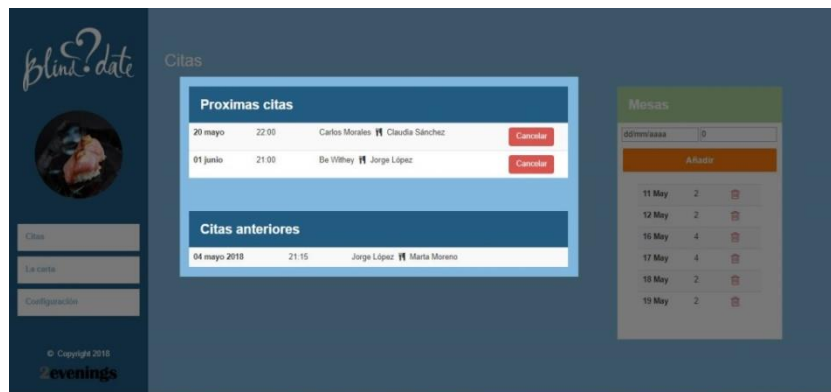 Blind? date
Citas
Citas
La carta
Configuración
© Copyright 2018
2evenings
Proximas citas
20 mayo 22:00 Carlos Morales Claudia Sánchez Cancelar
01 junio 21:00 Be Withey Jorge López Cancelar
Citas anteriores
04 mayo 2018 21:15 Jorge López Marta Moreno
Mesas
dd/mm/aaaa 0
Añadir
11 May 2
12 May 2
16 May 4
17 May 4
18 May 2
19 May 2